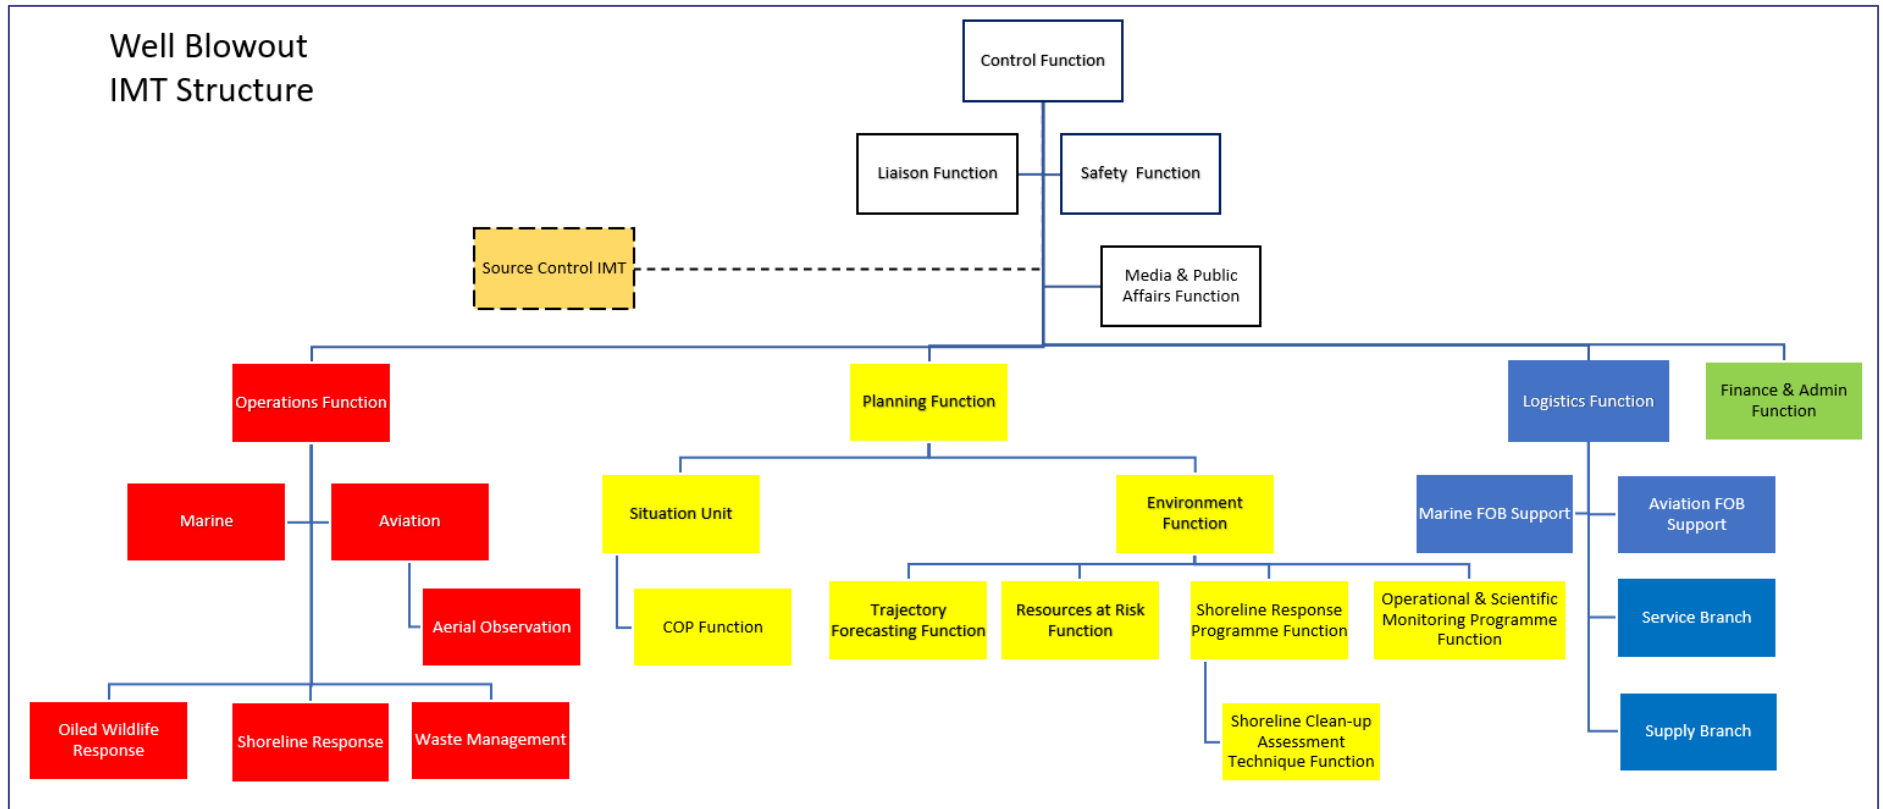 Well Blowout
IMT Structure
Control Function
Liaison Function
Safety Function
Source Control IMT
Media & Public
Affairs Function
Operations Function
Planning Function
Logistics Function
Finance & Admin
Function
Marine
Aviation
Situation Unit
Environment
Function
Marine FOB Support
Aviation FOB
Support
Aerial Observation
COP Function
Trajectory
Forecasting Function
Resources at Risk
Function
Shoreline Response
Programme Function
Operational & Scientific
Monitoring Programme
Function
Service Branch
Oiled Wildlife
Response
Shoreline Response
Waste Management
Shoreline Clean-up
Assessment
Technique Function
Supply Branch